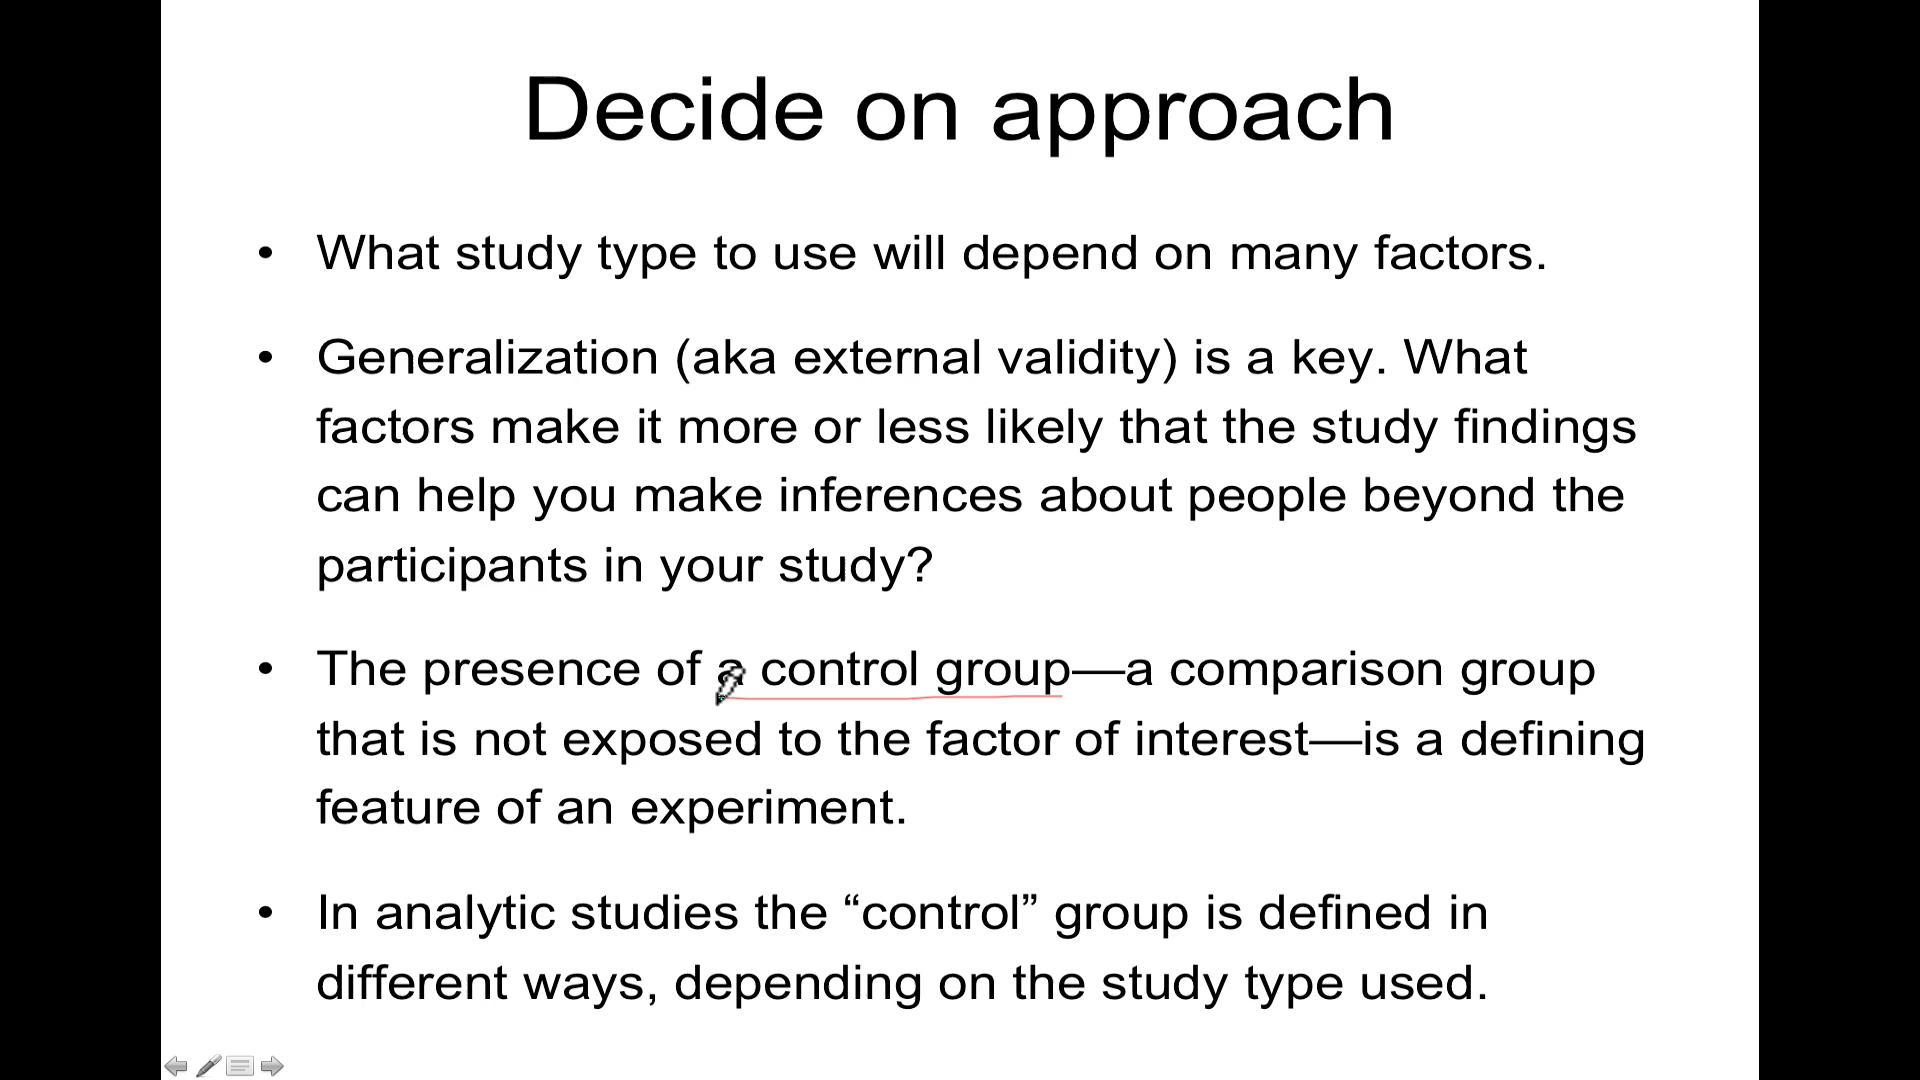 Decide on approach
• What study type to use will depend on many factors.
• Generalization (aka external validity) is a key. What
factors make it more or less likely that the study findings
can help you make inferences about people beyond the
participants in your study?
• The presence of a control group—a comparison group
that is not exposed to the factor of interest—is a defining
feature of an experiment.
• In analytic studies the “control” group is defined in
different ways, depending on the study type used.